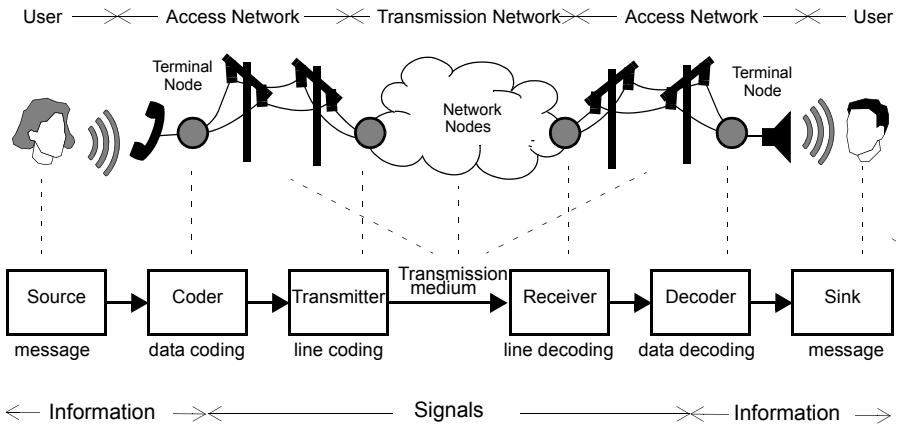 User Access Network Transmission Network Access Network User
Terminal
Node
Network
Nodes
Terminal
Node
Source
Coder
Transmitter
Transmission
medium
Receiver
Decoder
Sink
message
data coding
line coding
line decoding
data decoding
message
Information
Signals
Information